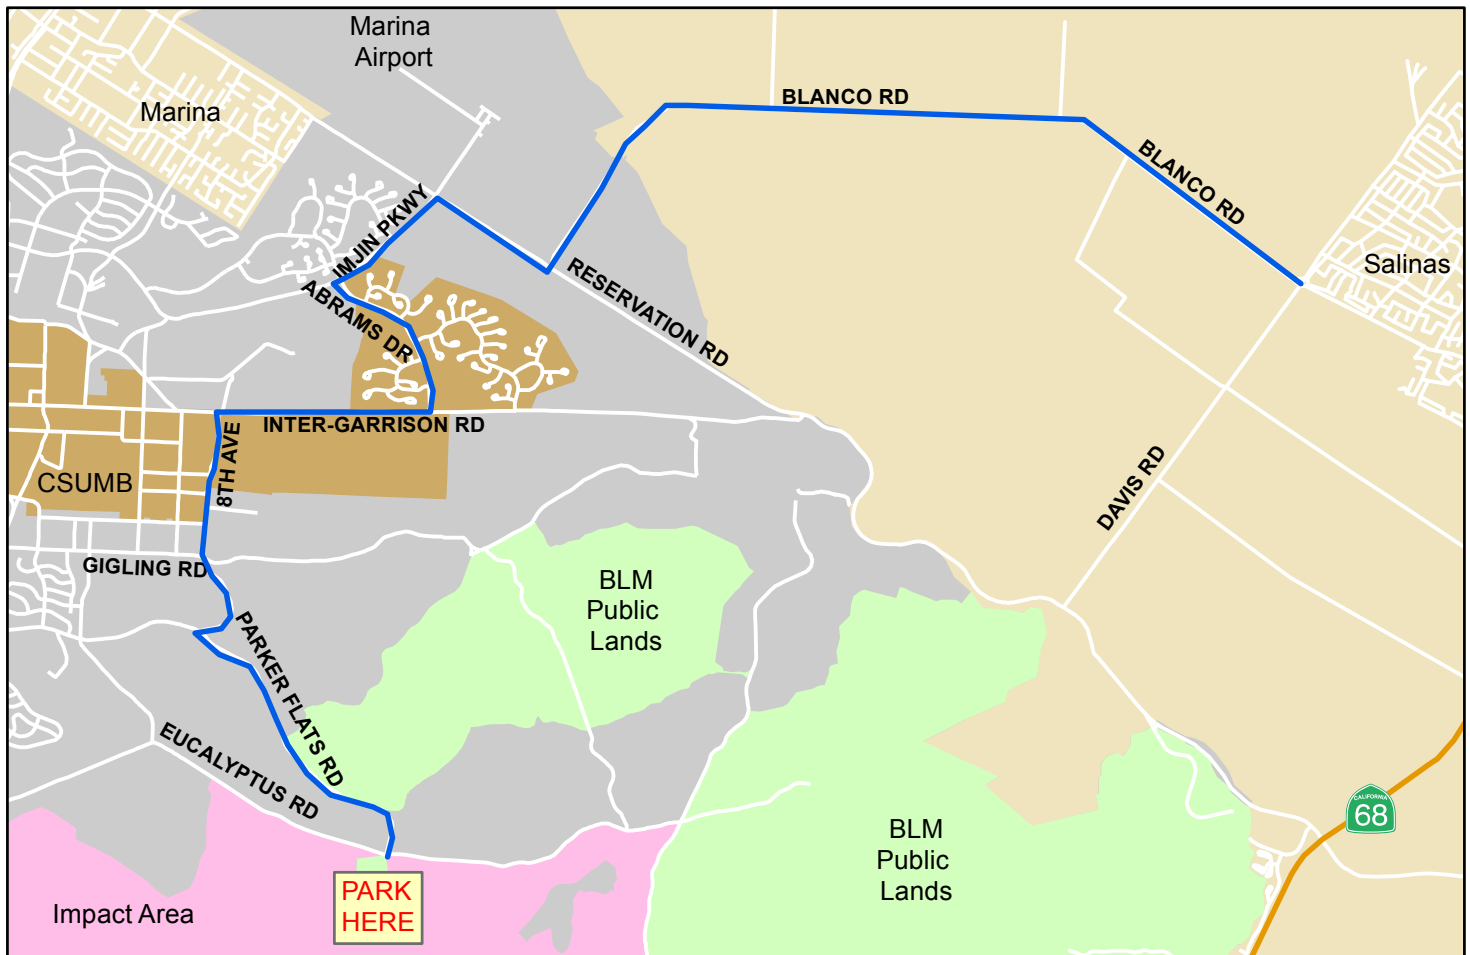 Marina
Airport
Marina
BLANCO RD
BLANCO RD
IMJIN PKWY
Salinas
RESERVATION RD
ABRAMS DR
INTER-GARRISON RD
8TH AVE
CSUMB
DAVIS RD
GIGLING RD
BLM
Public
Lands
PARKER FLATS RD
EUCALYPTUS RD
CALIFORNIA
68
BLM
Public
Lands
PARK
HERE
Impact Area